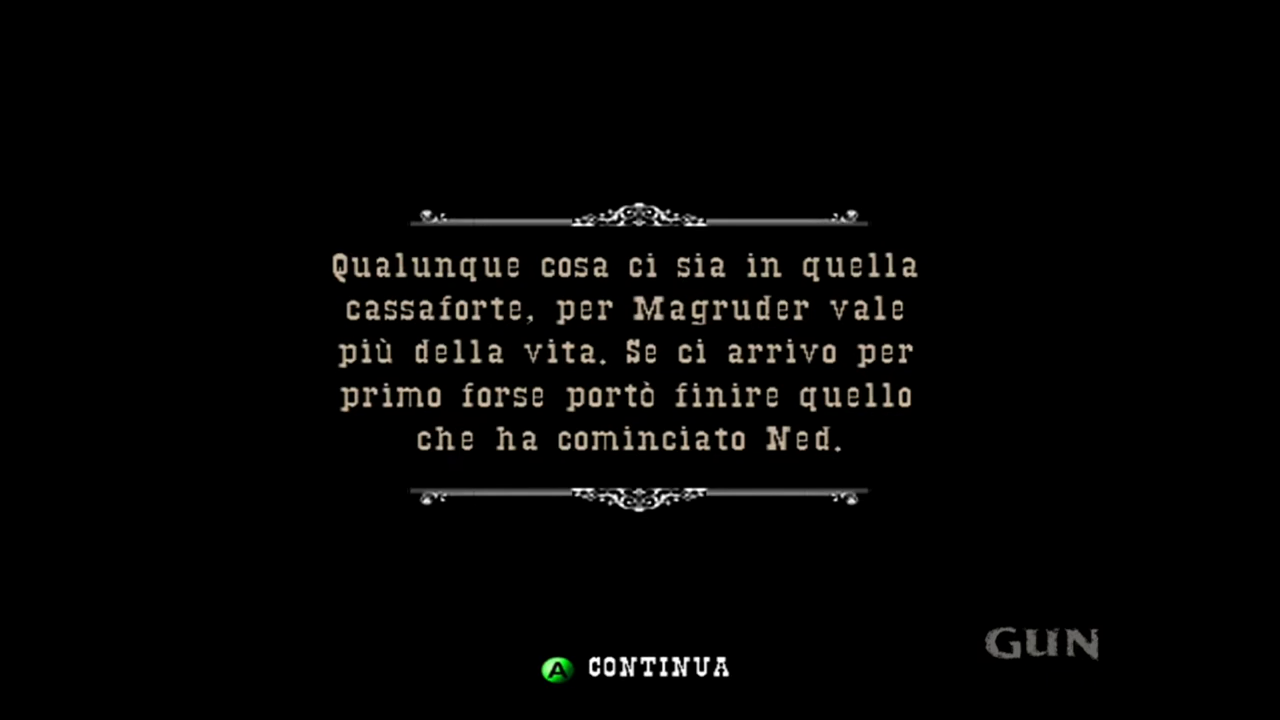 Qualunque cosa ci sia in quella
cassaforte, per Magruder vale
più della vita. Se ci arrivo per
primo forse portò finire quello
che ha cominciato Ned.
GUN
A CONTINUA